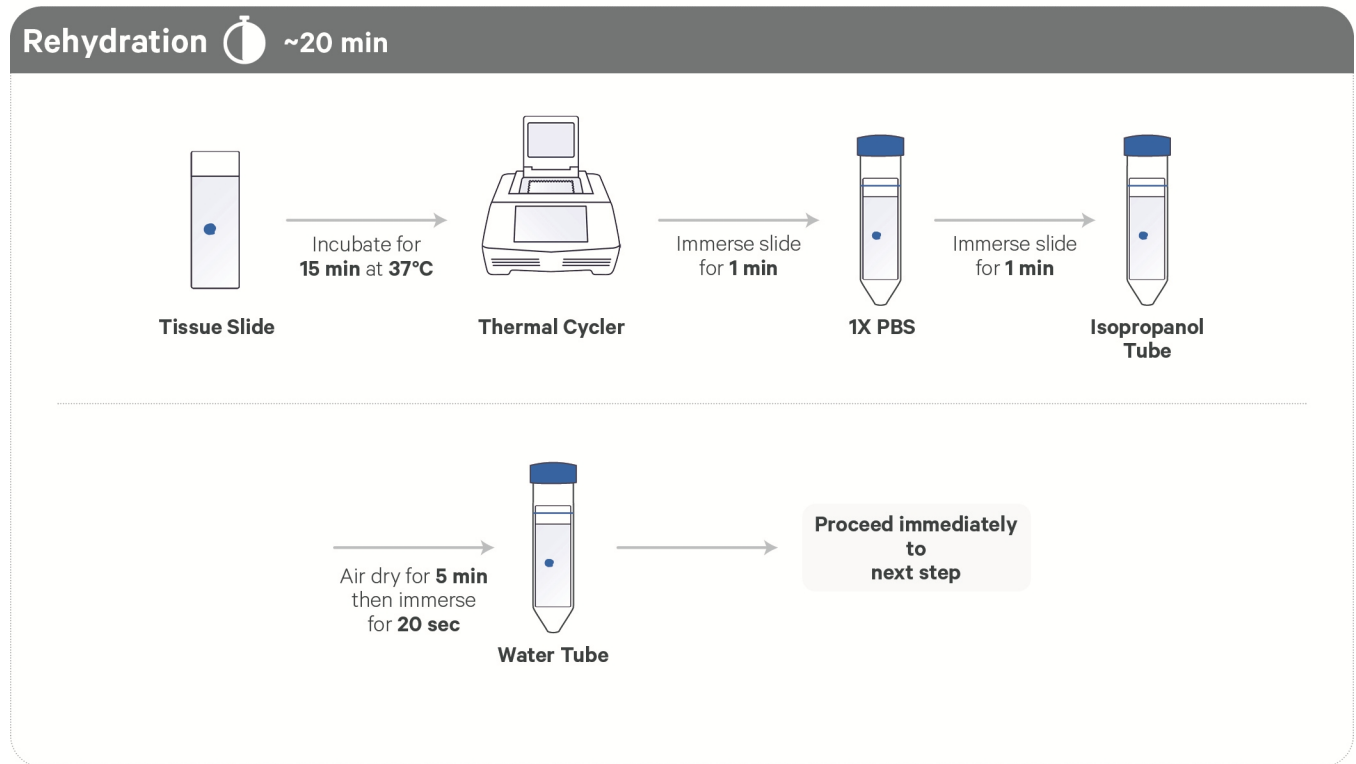 Rehydration ~20 min
Incubate for
15 min at 37°C
Immerse slide
for 1 min
Immerse slide
for 1 min
Tissue Slide
Thermal Cycler
1X PBS
Isopropanol
Tube
Air dry for 5 min
then immerse
for 20 sec
Water Tube
Proceed immediately
to
next step